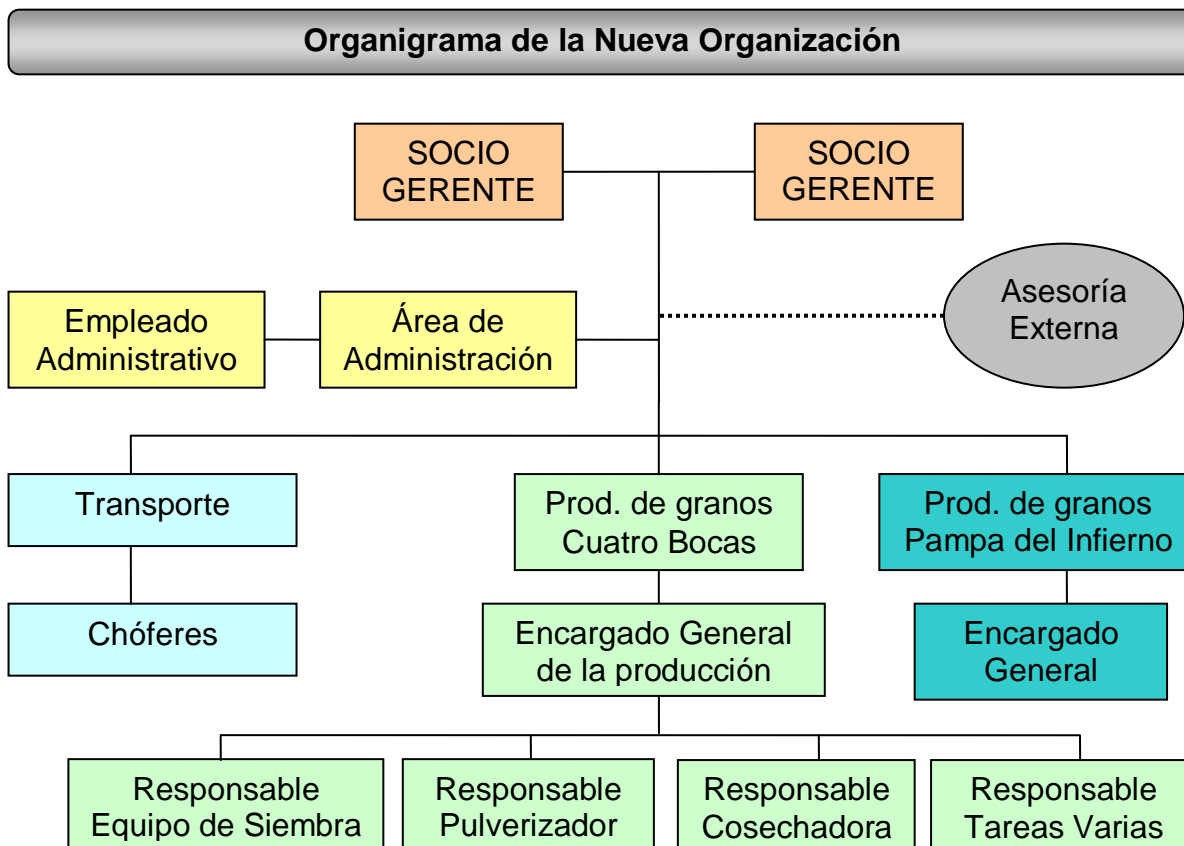 Organigrama de la Nueva Organización
SOCIO
GERENTE
SOCIO
GERENTE
Asesoría
Externa
Empleado
Administrativo
Área de
Administración
Transporte
Prod. de granos
Cuatro Bocas
Prod. de granos
Pampa del Infierno
Chóferes
Encargado General
de la producción
Encargado
General
Responsable
Equipo de Siembra
Responsable
Pulverizador
Responsable
Cosechadora
Responsable
Tareas Varias